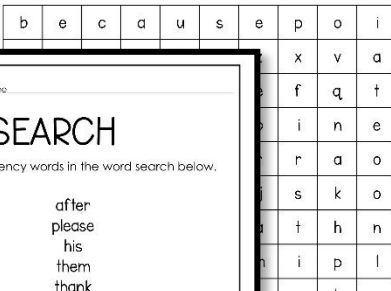 b e c a u s e p o i
x v a
f q t
SEARCH
i n e
ency words in the word search below.
r a o
after
s k o
please
t h n
his
them
i p l
thank